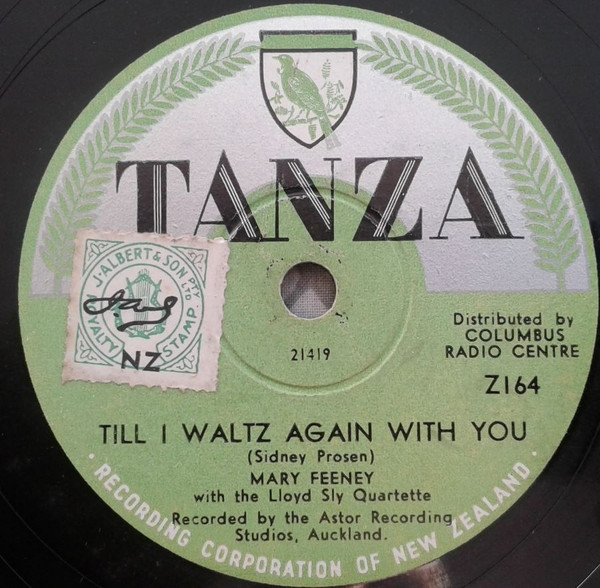 TANZA
J. ALBERT & SON PTY LTD
ROYALTY STAMP
NZ
21419
Distributed by
COLUMBUS
RADIO CENTRE
Z164
TILL I WALTZ AGAIN WITH YOU
(Sidney Prosen)
MARY FEENEY
with the Lloyd Sly Quartette
Recorded by the Astor Recording
Studios, Auckland.
· RECORDING CORPORATION OF NEW ZEALAND ·